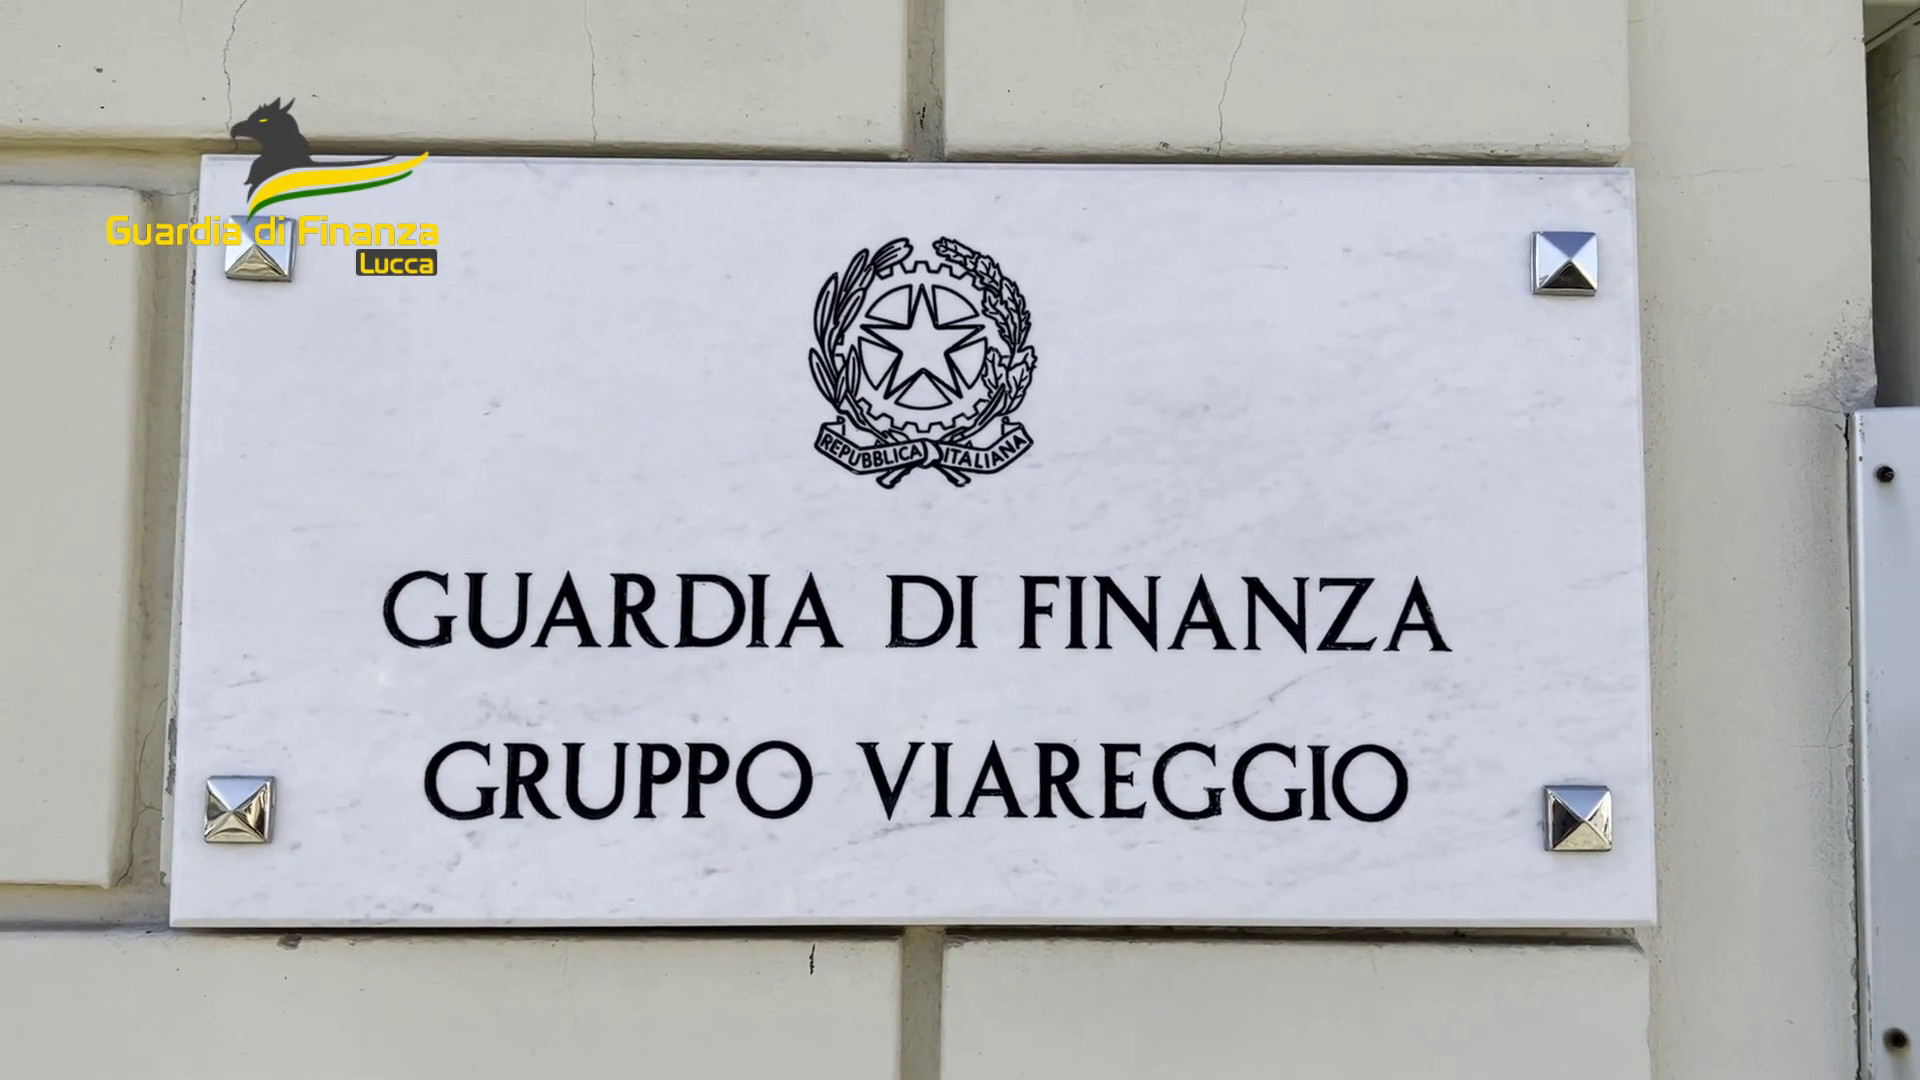 Guardia di Finanza
Lucca
REPUBBLICA ITALIANA
GUARDIA DI FINANZA
GRUPPO VIAREGGIO